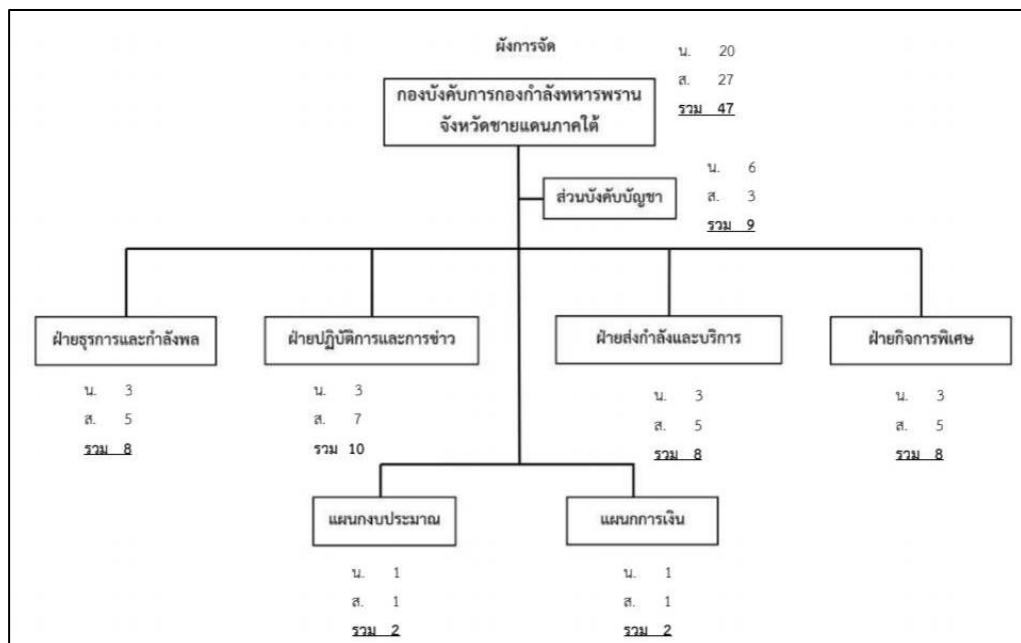 ผังการจัด
กองบังคับการกองกำลังทหารพราน
จังหวัดชายแดนภาคใต้
น. 20
ส. 27
รวม 47
ส่วนบังคับบัญชา
น. 6
ส. 3
รวม 9
ฝ่ายธุรการและกำลังพล
น. 3
ส. 5
รวม 8
ฝ่ายปฏิบัติการและการข่าว
น. 3
ส. 7
รวม 10
ฝ่ายส่งกำลังและบริการ
น. 3
ส. 5
รวม 8
ฝ่ายกิจการพิเศษ
น. 3
ส. 5
รวม 8
แผนกงบประมาณ
น. 1
ส. 1
รวม 2
แผนกการเงิน
น. 1
ส. 1
รวม 2